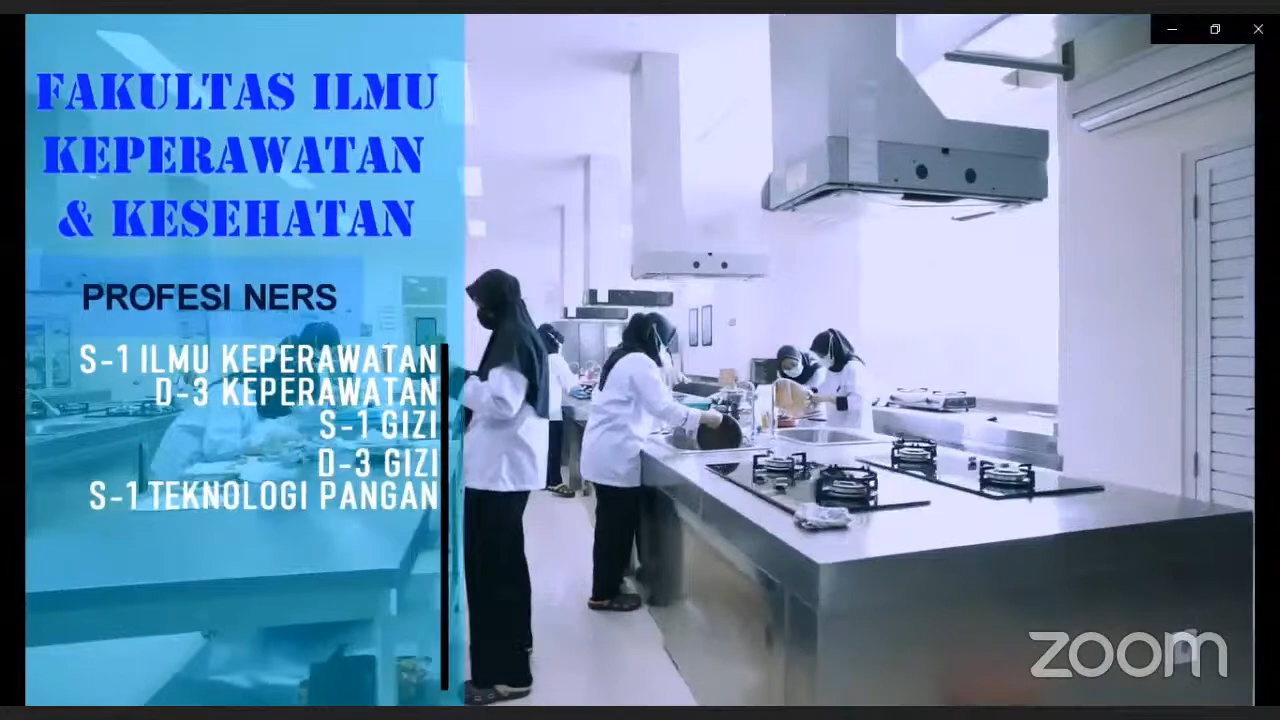 FAKULTAS ILMU
KEPERAWATAN
& KESEHATAN
PROFESI NERS
S-1 ILMU KEPERAWATAN
D-3 KEPERAWATAN
S-1 GIZI
D-3 GIZI
S-1 TEKNOLOGI PANGAN
zoom